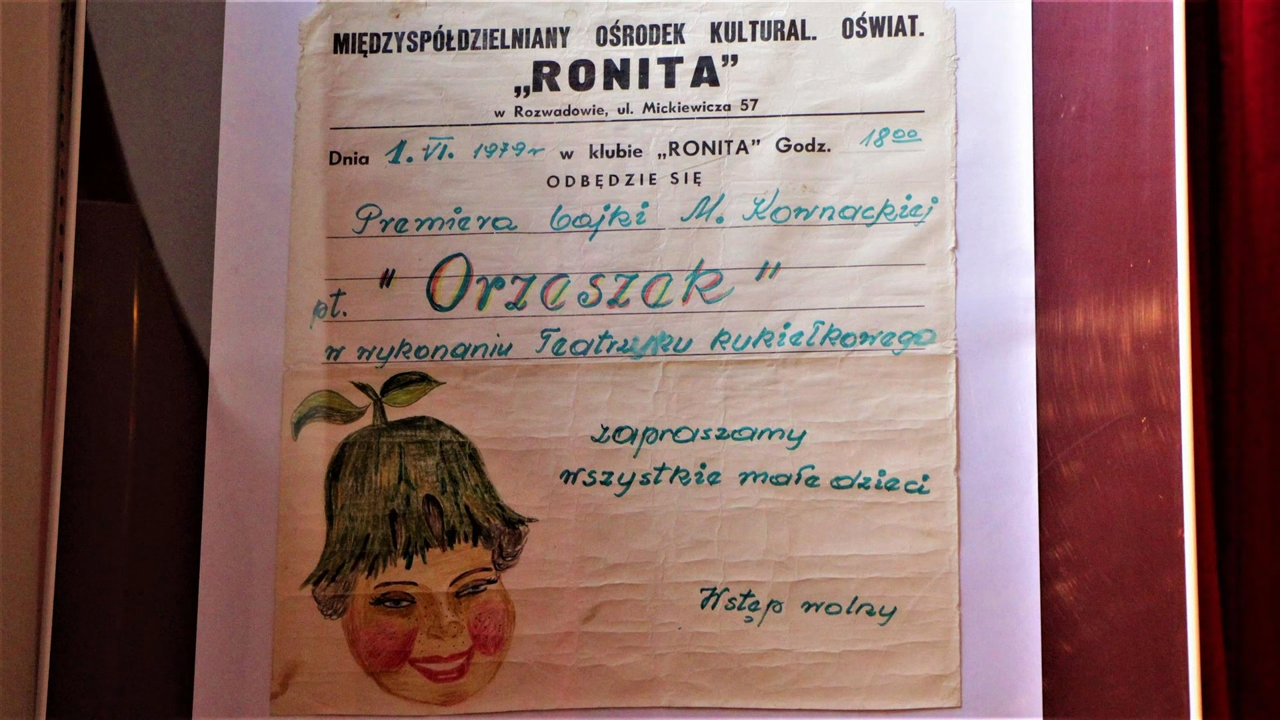 MIĘDZYSPÓŁDZIELNIANY OŚRODEK KULTURAL. OŚWIAT.
„RONITA”
w Rozwadowie, ul. Mickiewicza 57
Dnia 1. VI. 1979 r w klubie „RONITA” Godz. 18⁰⁰
ODBĘDZIE SIĘ
Premiera bajki M. Kownackiej
pt. "Orzeszek"
w wykonaniu Teatrzyku kukiełkowego
zapraszamy
wszystkie małe dzieci
Wstęp wolny